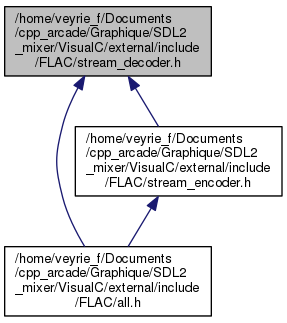 /home/veyrie_f/Documents
/cpp_arcade/Graphique/SDL2
_mixer/VisualC/external/include
/FLAC/stream_decoder.h
/home/veyrie_f/Documents
/cpp_arcade/Graphique/SDL2
_mixer/VisualC/external/include
/FLAC/stream_encoder.h
/home/veyrie_f/Documents
/cpp_arcade/Graphique/SDL2
_mixer/VisualC/external/include
/FLAC/all.h